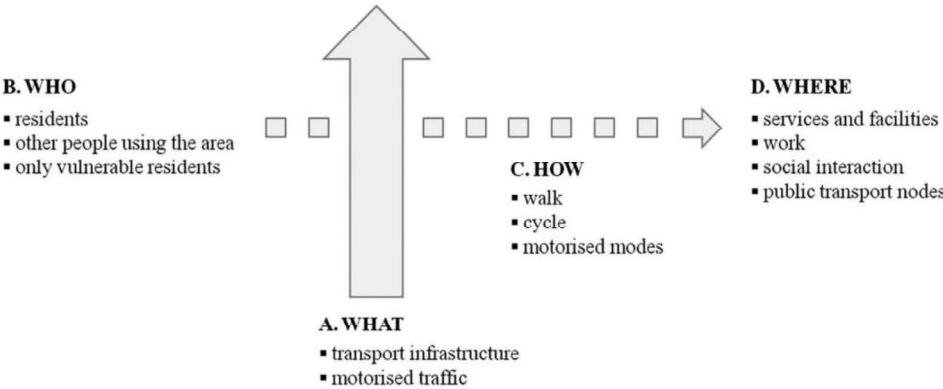 B. WHO
▪ residents
▪ other people using the area
▪ only vulnerable residents
D. WHERE
▪ services and facilities
▪ work
▪ social interaction
▪ public transport nodes
C. HOW
▪ walk
▪ cycle
▪ motorised modes
A. WHAT
▪ transport infrastructure
▪ motorised traffic